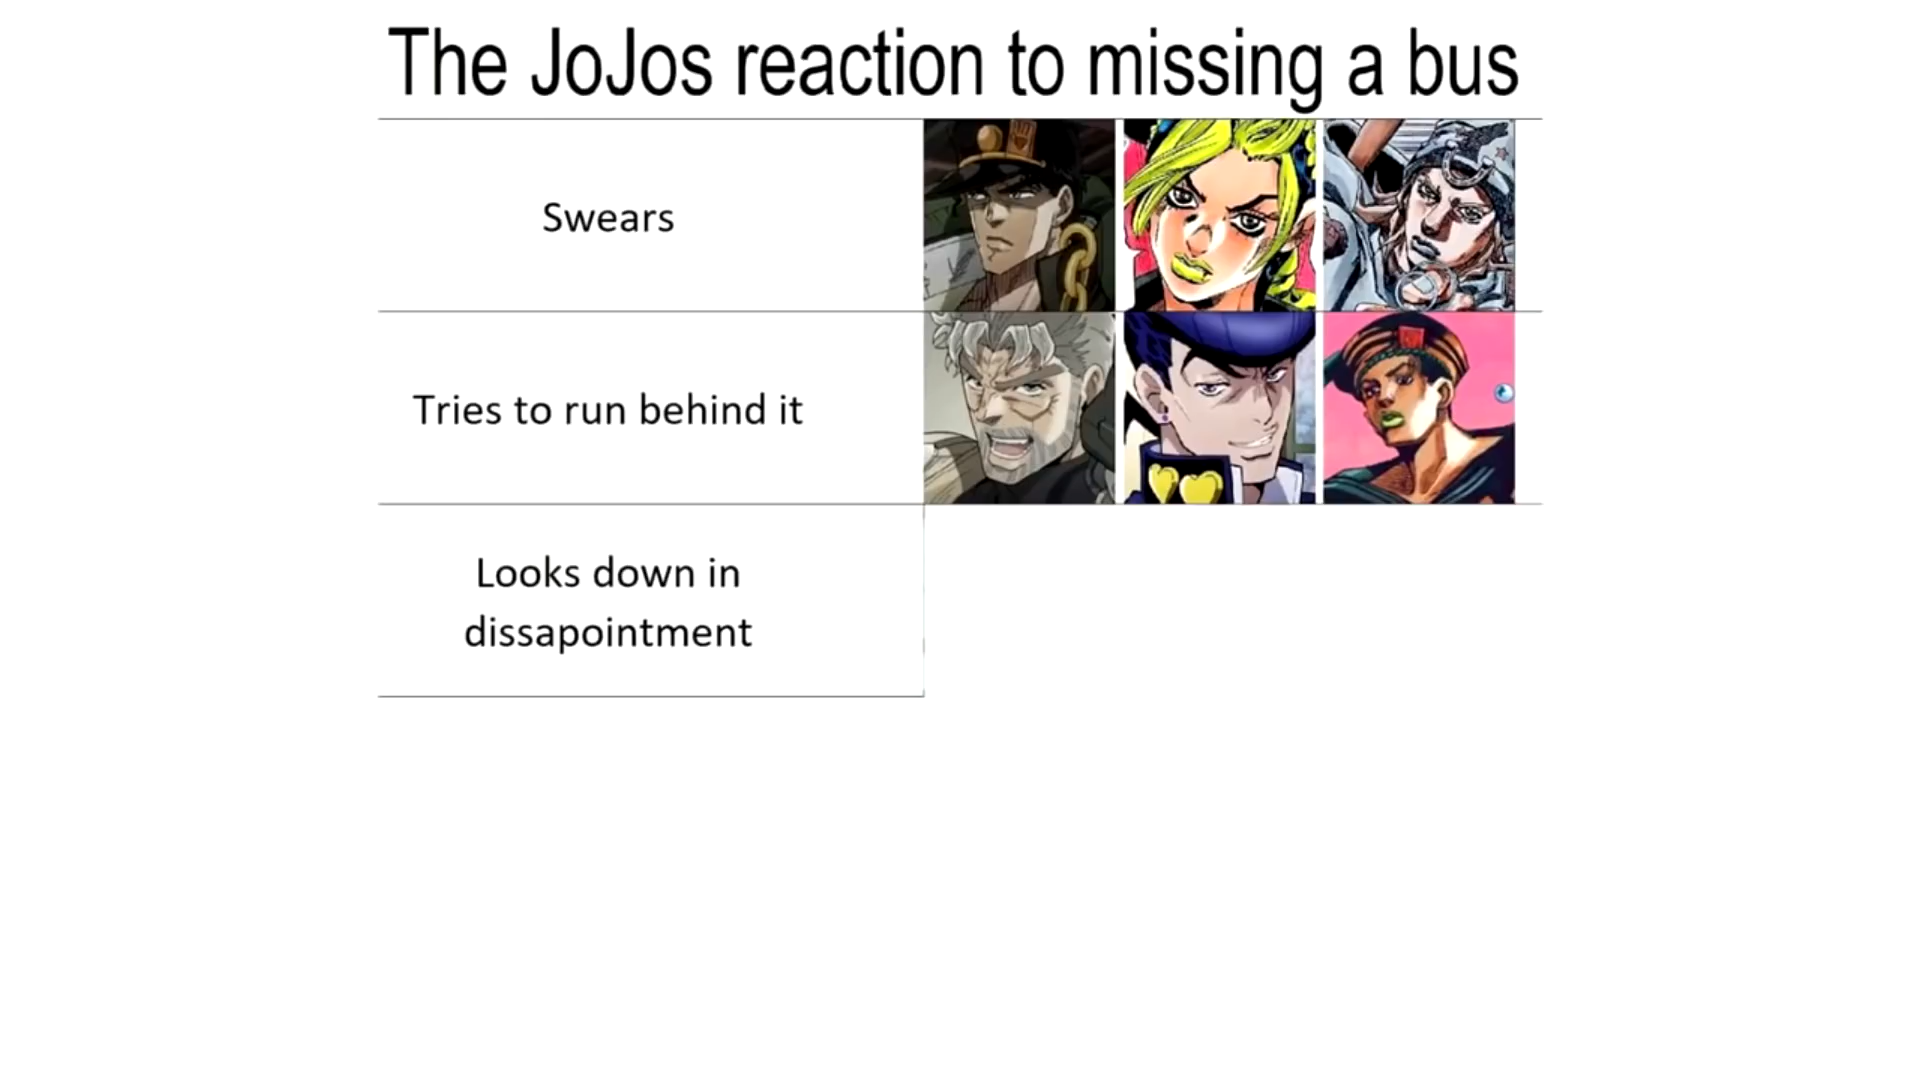 The JoJos reaction to missing a bus
Swears
Tries to run behind it
Looks down in
dissapointment